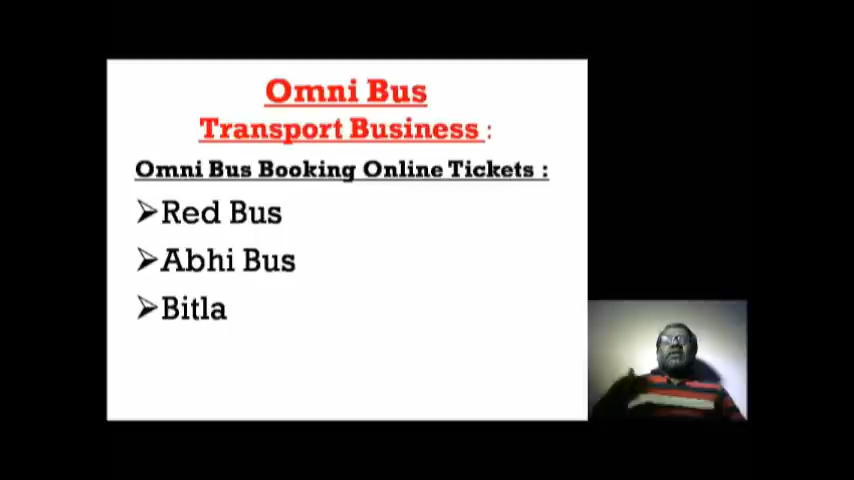 Omni Bus
Transport Business :
Omni Bus Booking Online Tickets :
➢Red Bus
➢Abhi Bus
➢Bitla